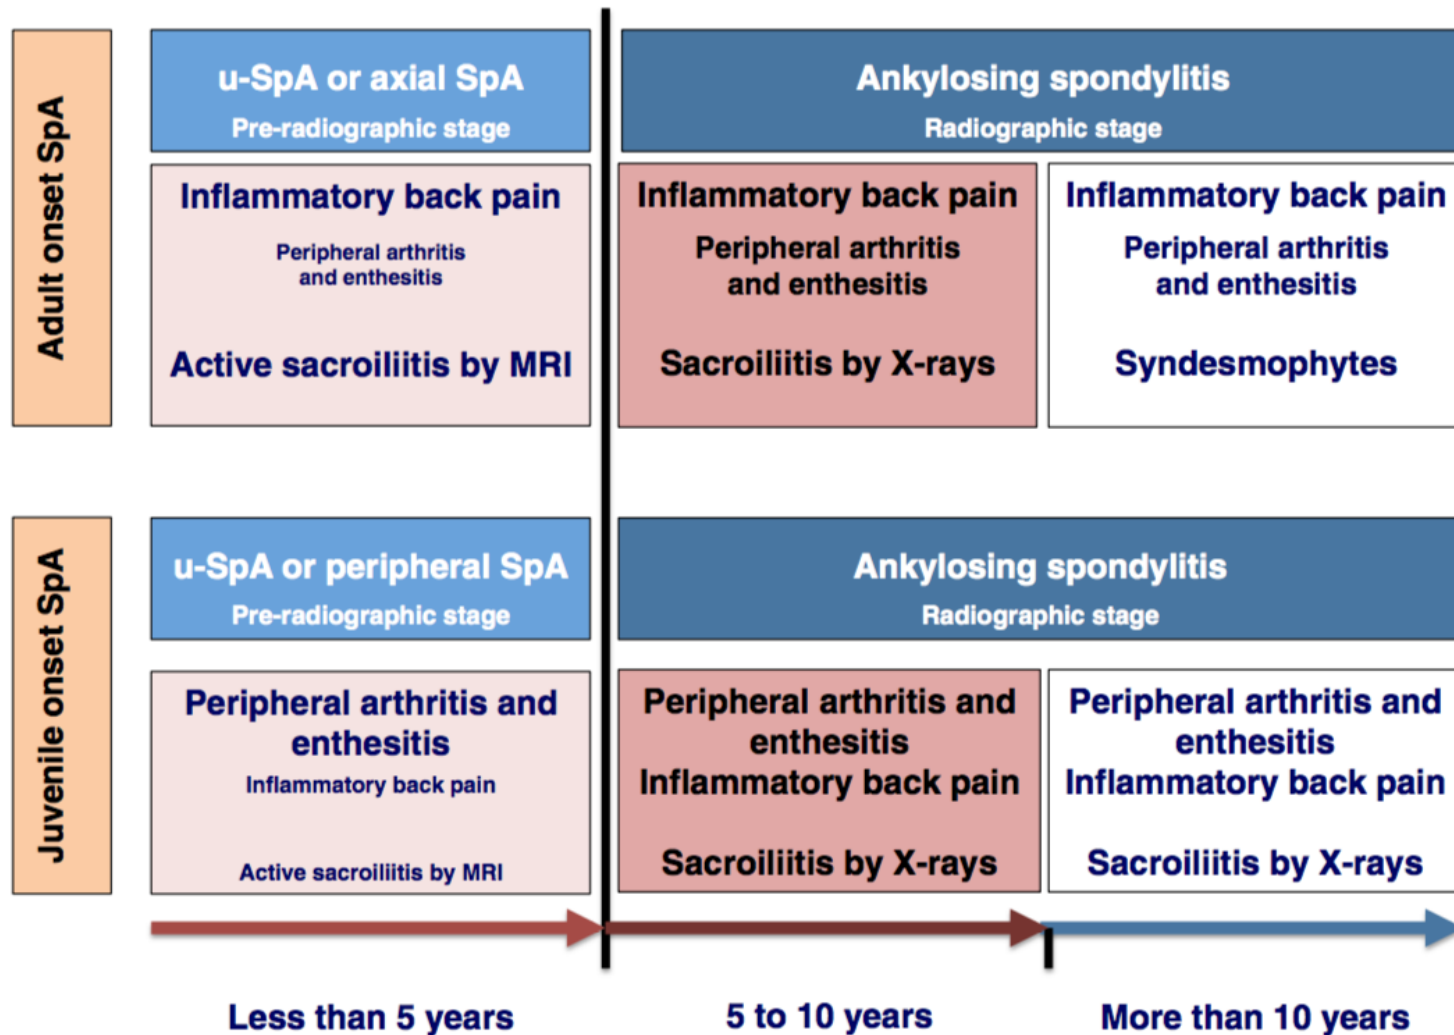 Adult onset SpA
u-SpA or axial SpA
Pre-radiographic stage
Ankylosing spondylitis
Radiographic stage
Inflammatory back pain
Peripheral arthritis
and enthesitis
Active sacroiliitis by MRI
Inflammatory back pain
Peripheral arthritis
and enthesitis
Sacroiliitis by X-rays
Inflammatory back pain
Peripheral arthritis
and enthesitis
Syndesmophytes
Juvenile onset SpA
u-SpA or peripheral SpA
Pre-radiographic stage
Ankylosing spondylitis
Radiographic stage
Peripheral arthritis and
enthesitis
Inflammatory back pain
Active sacroiliitis by MRI
Peripheral arthritis and
enthesitis
Inflammatory back pain
Sacroiliitis by X-rays
Peripheral arthritis and
enthesitis
Inflammatory back pain
Sacroiliitis by X-rays
Less than 5 years
5 to 10 years
More than 10 years